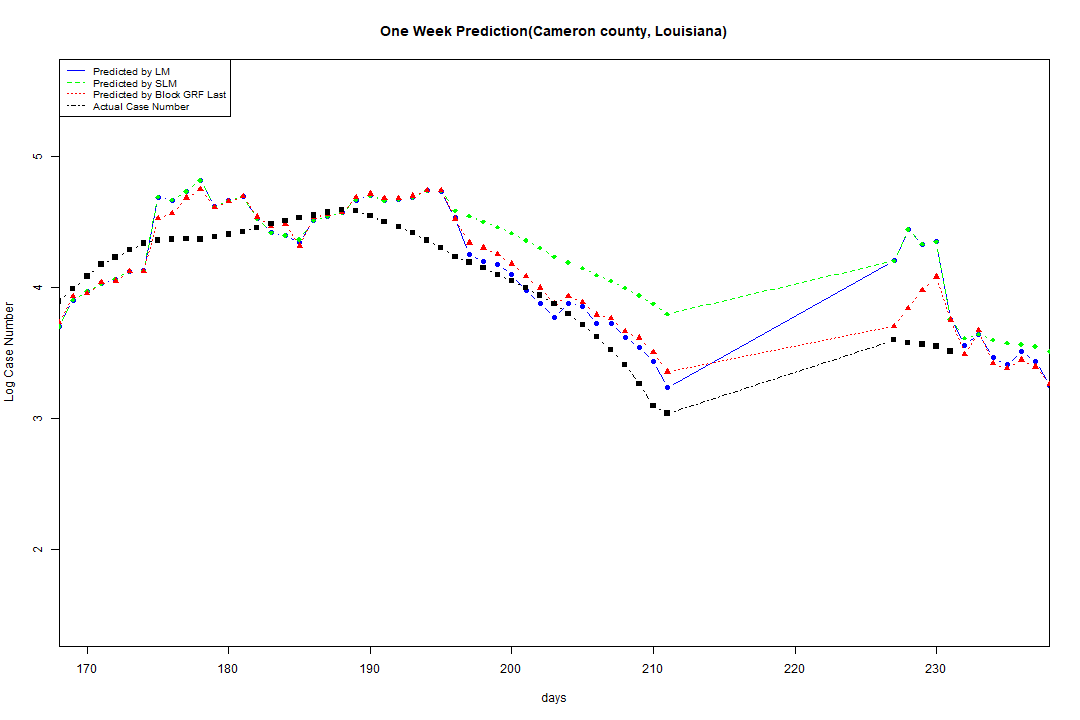 One Week Prediction(Cameron county, Louisiana)
Predicted by LM
Predicted by SLM
Predicted by Block GRF Last
Actual Case Number
5
4
3
2
Log Case Number
170 180 190 200 210 220 230
days